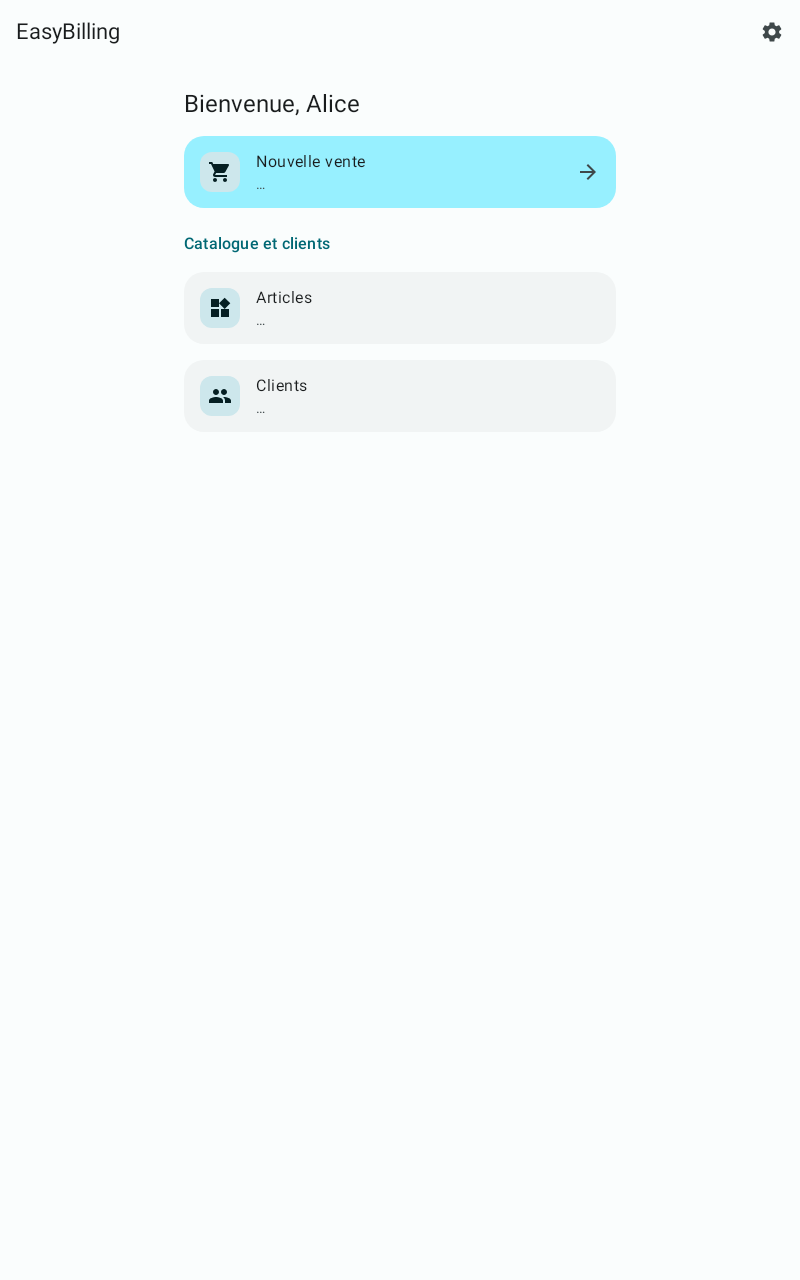 EasyBilling
Bienvenue, Alice
Nouvelle vente
…
Catalogue et clients
Articles
…
Clients
…